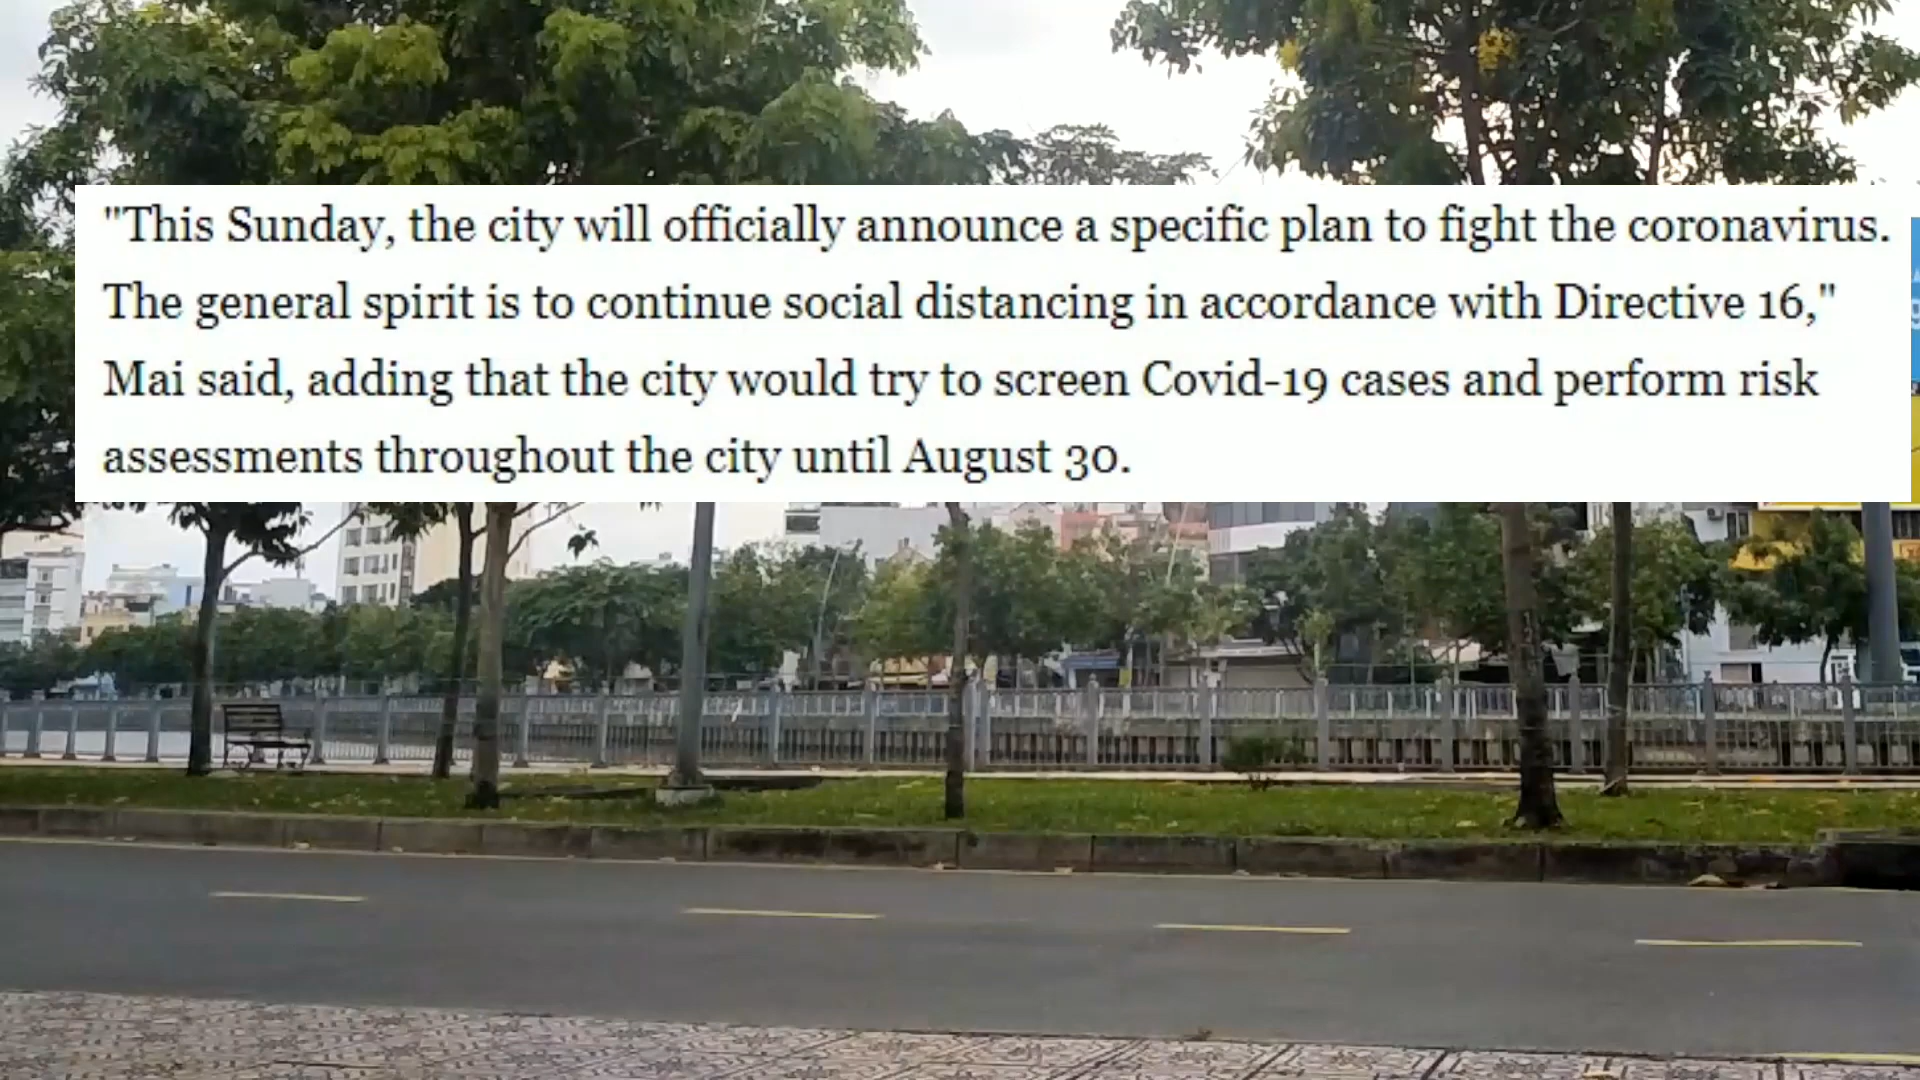 "This Sunday, the city will officially announce a specific plan to fight the coronavirus.
The general spirit is to continue social distancing in accordance with Directive 16,"
Mai said, adding that the city would try to screen Covid-19 cases and perform risk
assessments throughout the city until August 30.